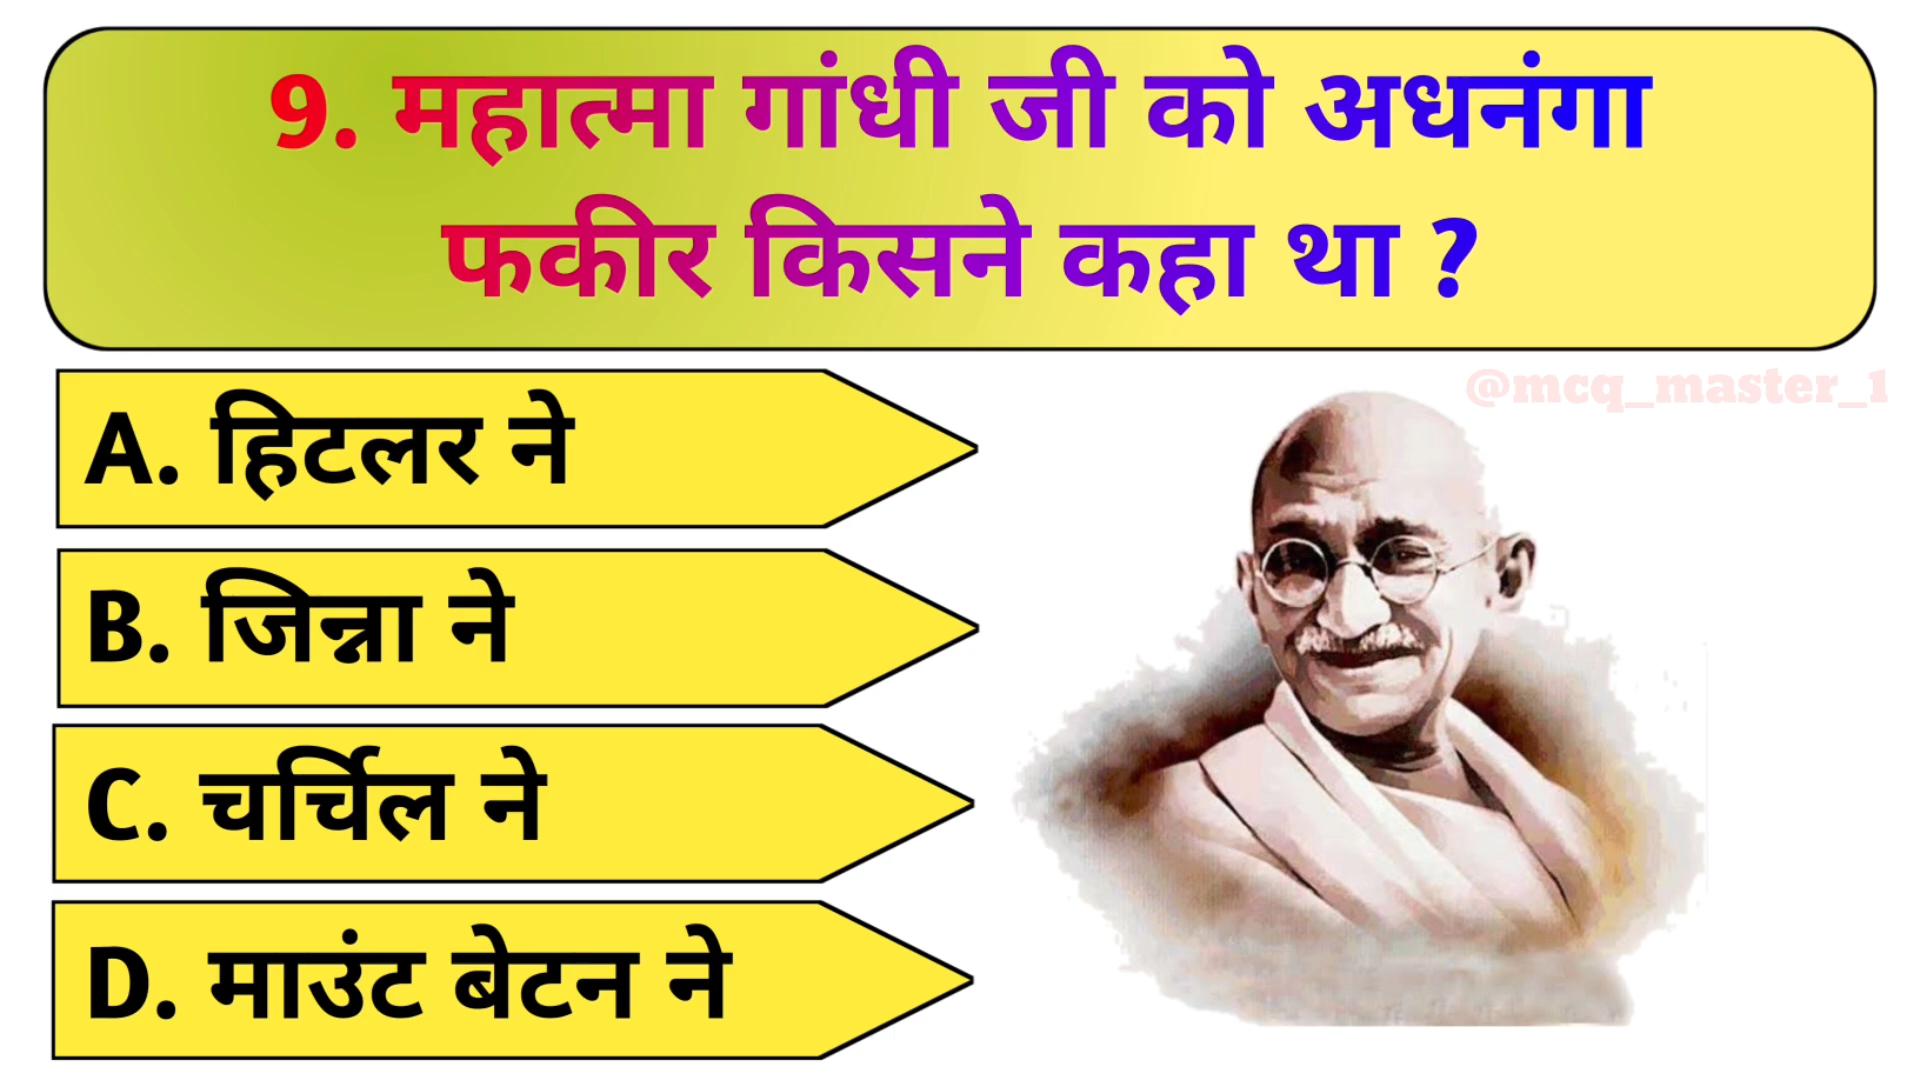 9. महात्मा गांधी जी को अधनंगा
फकीर किसने कहा था ?
@mcq_master_1
A. हिटलर ने
B. जिन्ना ने
C. चर्चिल ने
D. माउंट बेटन ने